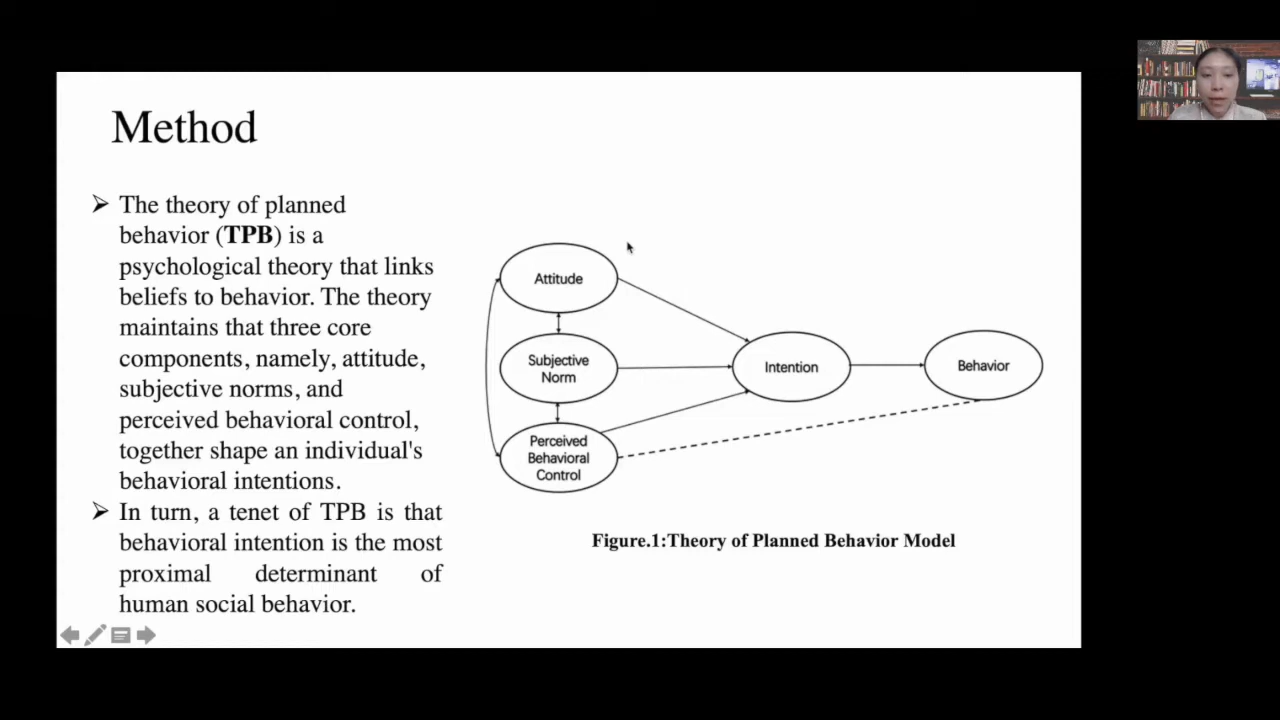 Method
➢ The theory of planned
behavior (TPB) is a
psychological theory that links
beliefs to behavior. The theory
maintains that three core
components, namely, attitude,
subjective norms, and
perceived behavioral control,
together shape an individual's
behavioral intentions.
➢ In turn, a tenet of TPB is that
behavioral intention is the most
proximal determinant of
human social behavior.
Attitude
Subjective
Norm
Perceived
Behavioral
Control
Intention
Behavior
Figure.1:Theory of Planned Behavior Model